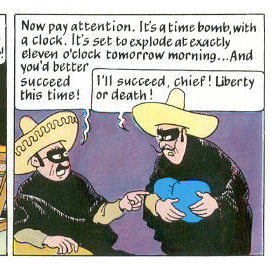 Now pay attention. It's a time bomb, with
a clock. It's set to explode at exactly
eleven o'clock tomorrow morning... And
you'd better
succeed
this time!
I'll succeed, chief! Liberty
or death!